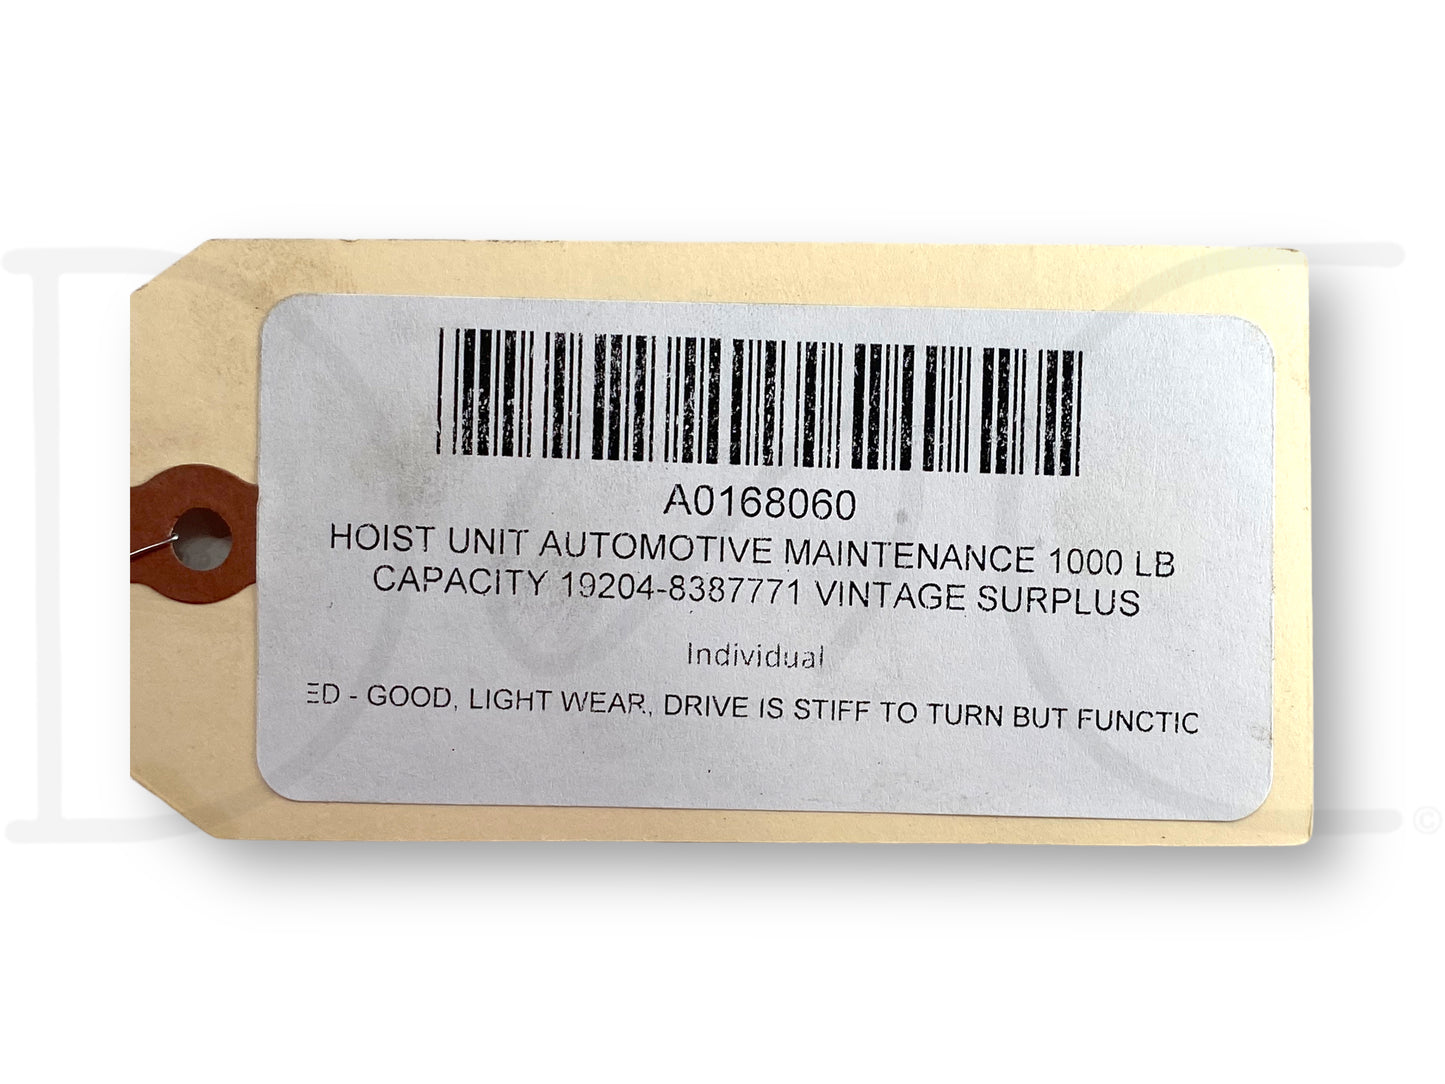 A0168060
HOIST UNIT AUTOMOTIVE MAINTENANCE 1000 LB
CAPACITY 19204-8387771 VINTAGE SURPLUS
Individual
ED - GOOD, LIGHT WEAR, DRIVE IS STIFF TO TURN BUT FUNCTIC
©